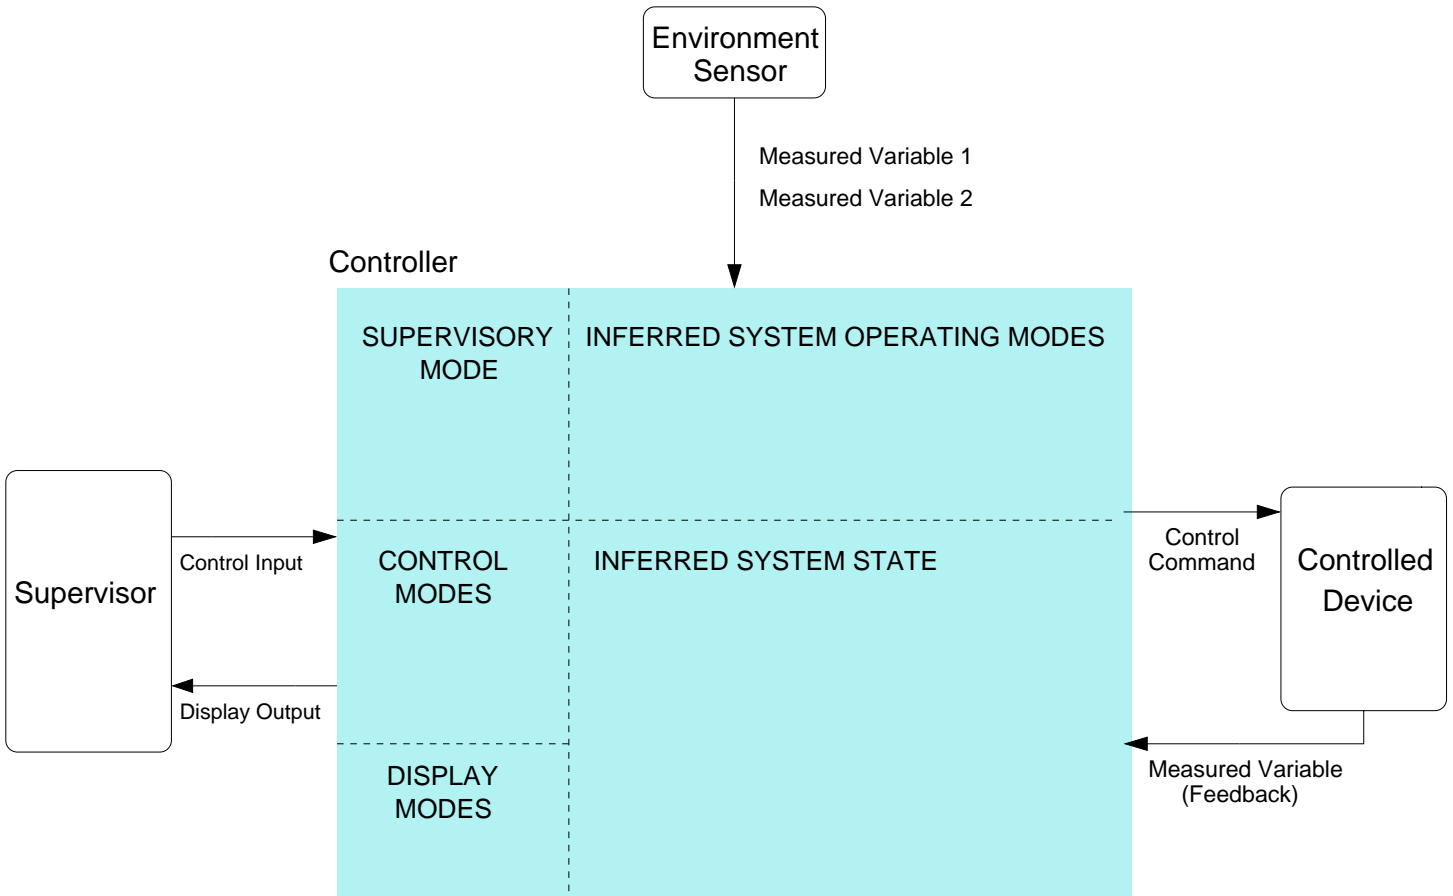 Environment
Sensor
Measured Variable 1
Measured Variable 2
Controller
SUPERVISORY
MODE
INFERRED SYSTEM OPERATING MODES
Supervisor
Control Input
Display Output
CONTROL
MODES
INFERRED SYSTEM STATE
DISPLAY
MODES
Control
Command
Controlled
Device
Measured Variable
(Feedback)